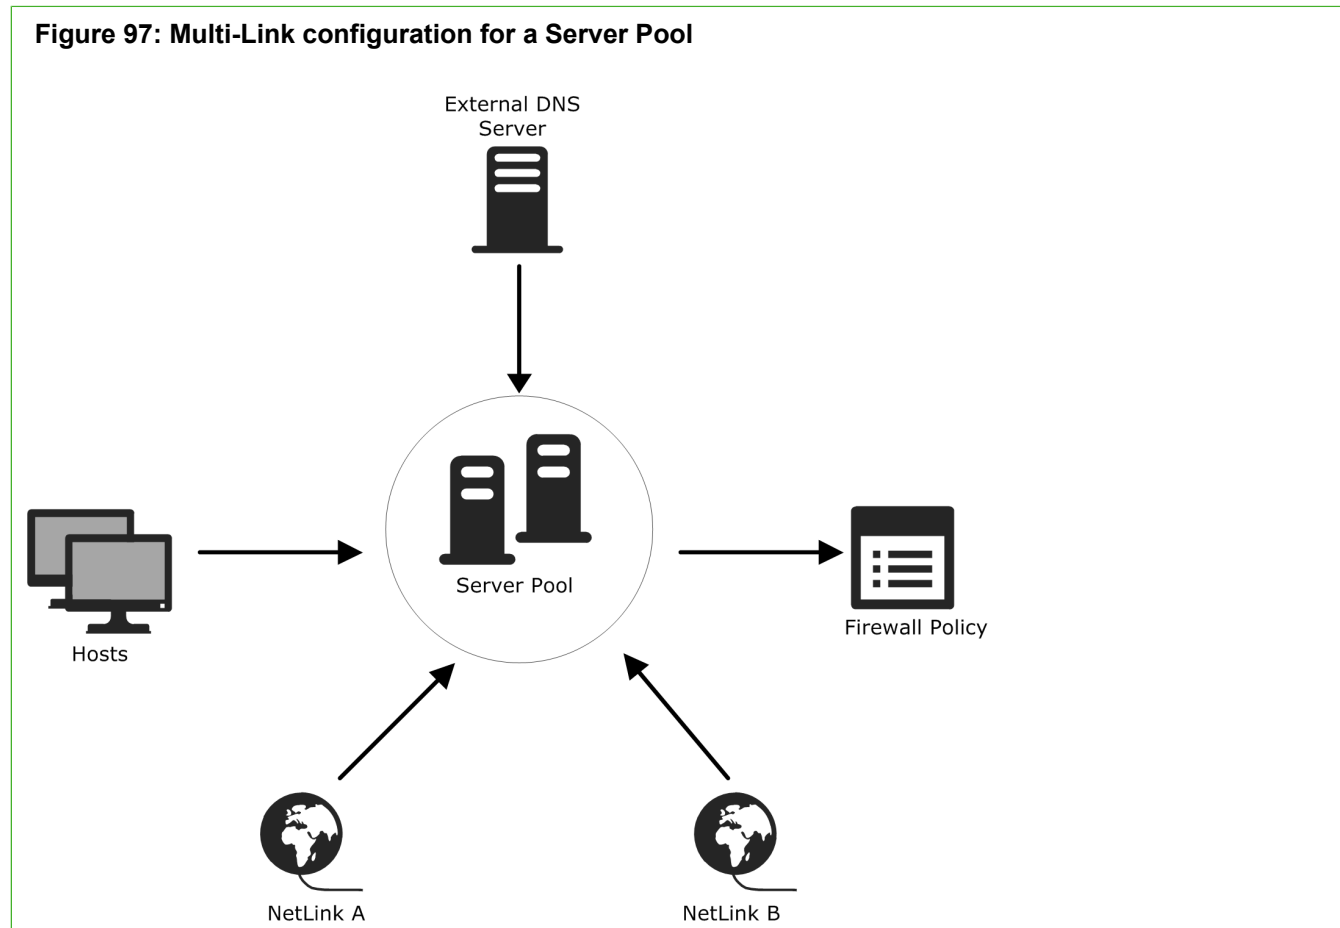 Figure 97: Multi-Link configuration for a Server Pool
External DNS
Server
Server Pool
Hosts
Firewall Policy
NetLink A
NetLink B